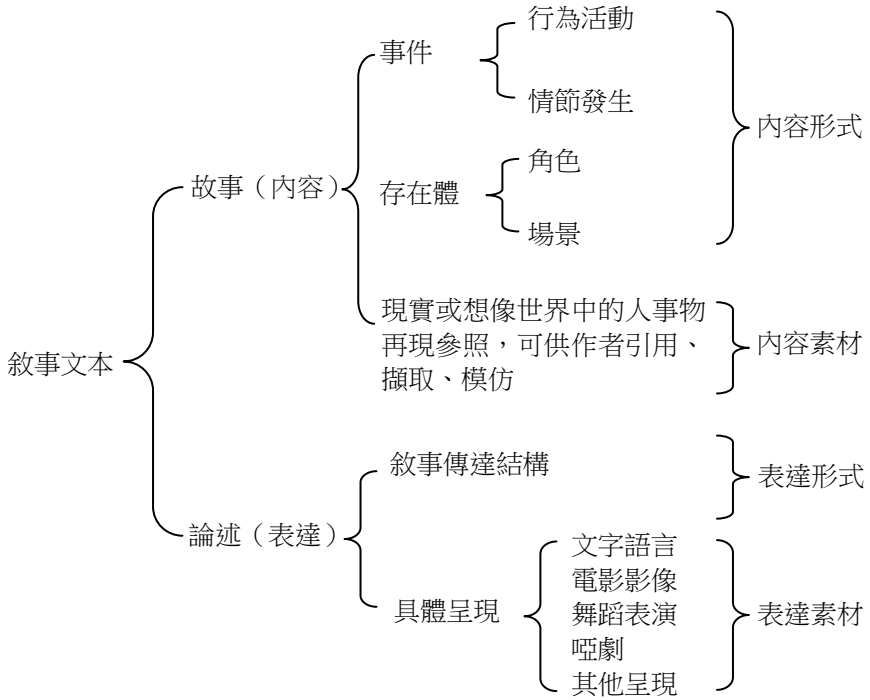 敘事文本
故事（內容）
事件
行為活動
情節發生
存在體
角色
場景
內容形式
現實或想像世界中的人事物
再現參照，可供作者引用、
擷取、模仿
內容素材
論述（表達）
敘事傳達結構
表達形式
具體呈現
文字語言
電影影像
舞蹈表演
啞劇
其他呈現
表達素材